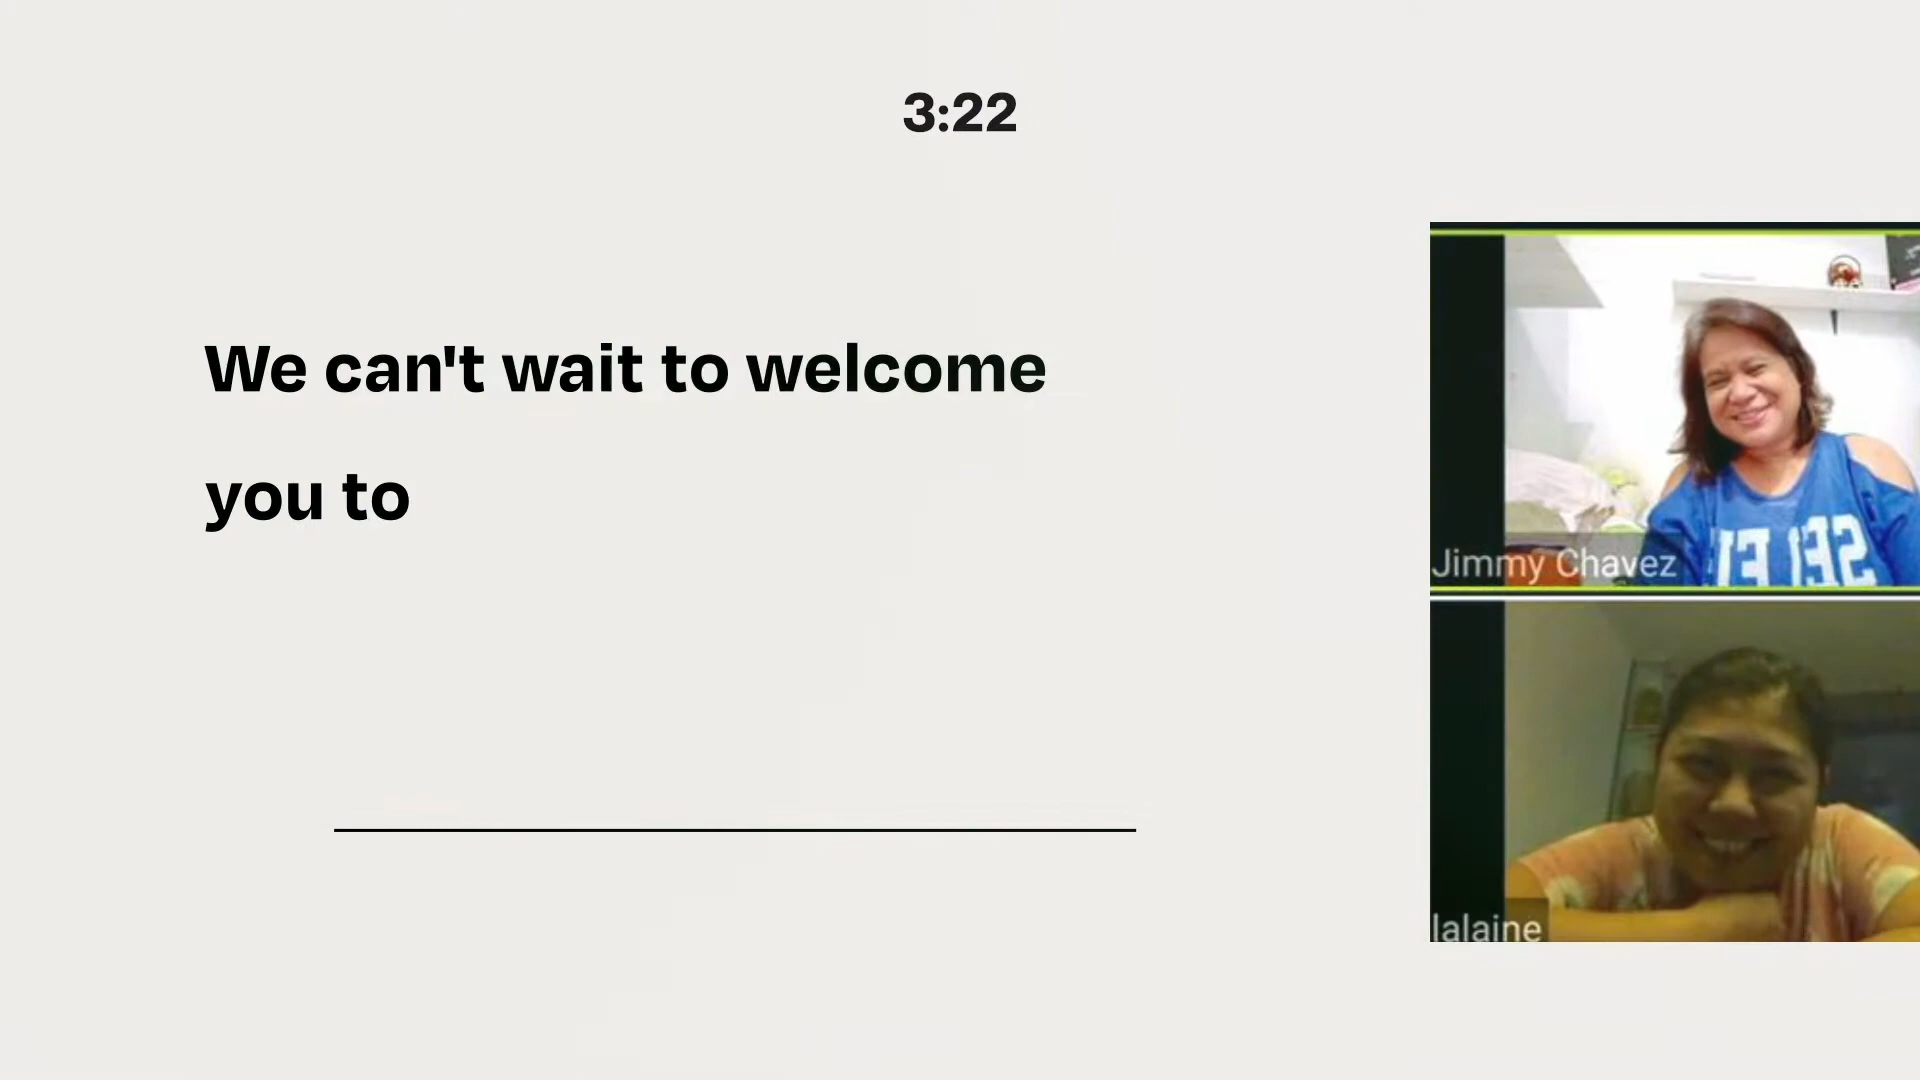 3:22
We can't wait to welcome
you to
Jimmy Chavez
lalaine